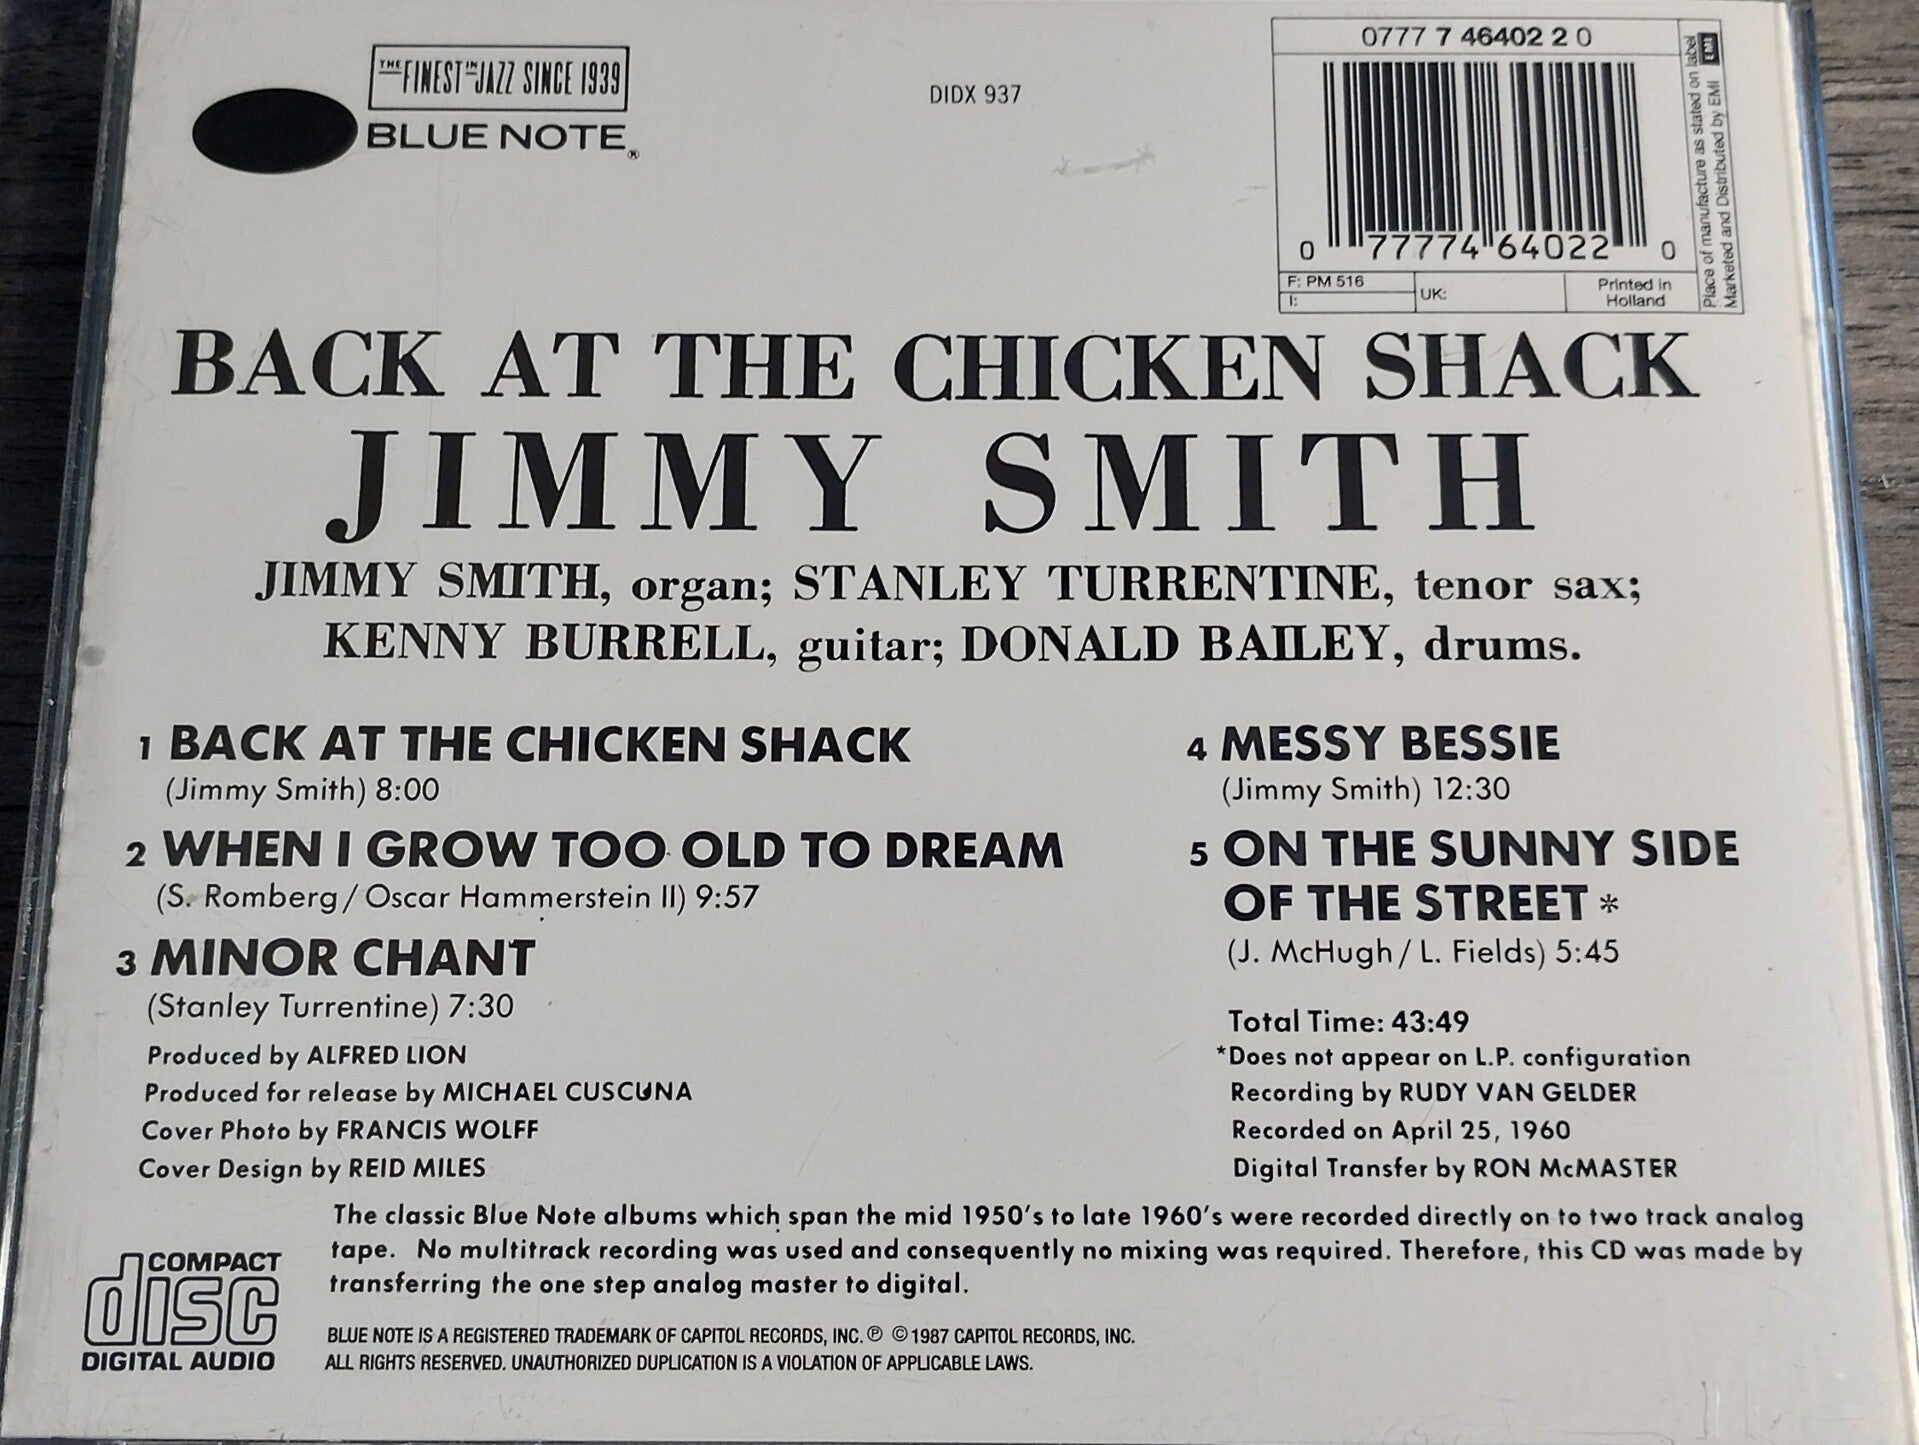 THE FINEST IN JAZZ SINCE 1939
BLUE NOTE®
DIDX 937
0777 7 46402 2 0
0 77774 64022 0
F: PM 516
I:
UK:
Printed in
Holland
Place of manufacture as stated on label
Marketed and Distributed by EMI
EMI
BACK AT THE CHICKEN SHACK
JIMMY SMITH
JIMMY SMITH, organ; STANLEY TURRENTINE, tenor sax;
KENNY BURRELL, guitar; DONALD BAILEY, drums.
1 BACK AT THE CHICKEN SHACK
(Jimmy Smith) 8:00
2 WHEN I GROW TOO OLD TO DREAM
(S. Romberg / Oscar Hammerstein II) 9:57
3 MINOR CHANT
(Stanley Turrentine) 7:30
Produced by ALFRED LION
Produced for release by MICHAEL CUSCUNA
Cover Photo by FRANCIS WOLFF
Cover Design by REID MILES
4 MESSY BESSIE
(Jimmy Smith) 12:30
5 ON THE SUNNY SIDE
OF THE STREET *
(J. McHugh / L. Fields) 5:45
Total Time: 43:49
*Does not appear on L.P. configuration
Recording by RUDY VAN GELDER
Recorded on April 25, 1960
Digital Transfer by RON McMASTER
The classic Blue Note albums which span the mid 1950's to late 1960's were recorded directly on to two track analog
tape. No multitrack recording was used and consequently no mixing was required. Therefore, this CD was made by
transferring the one step analog master to digital.
COMPACT
disc
DIGITAL AUDIO
BLUE NOTE IS A REGISTERED TRADEMARK OF CAPITOL RECORDS, INC. ℗ ©1987 CAPITOL RECORDS, INC.
ALL RIGHTS RESERVED. UNAUTHORIZED DUPLICATION IS A VIOLATION OF APPLICABLE LAWS.